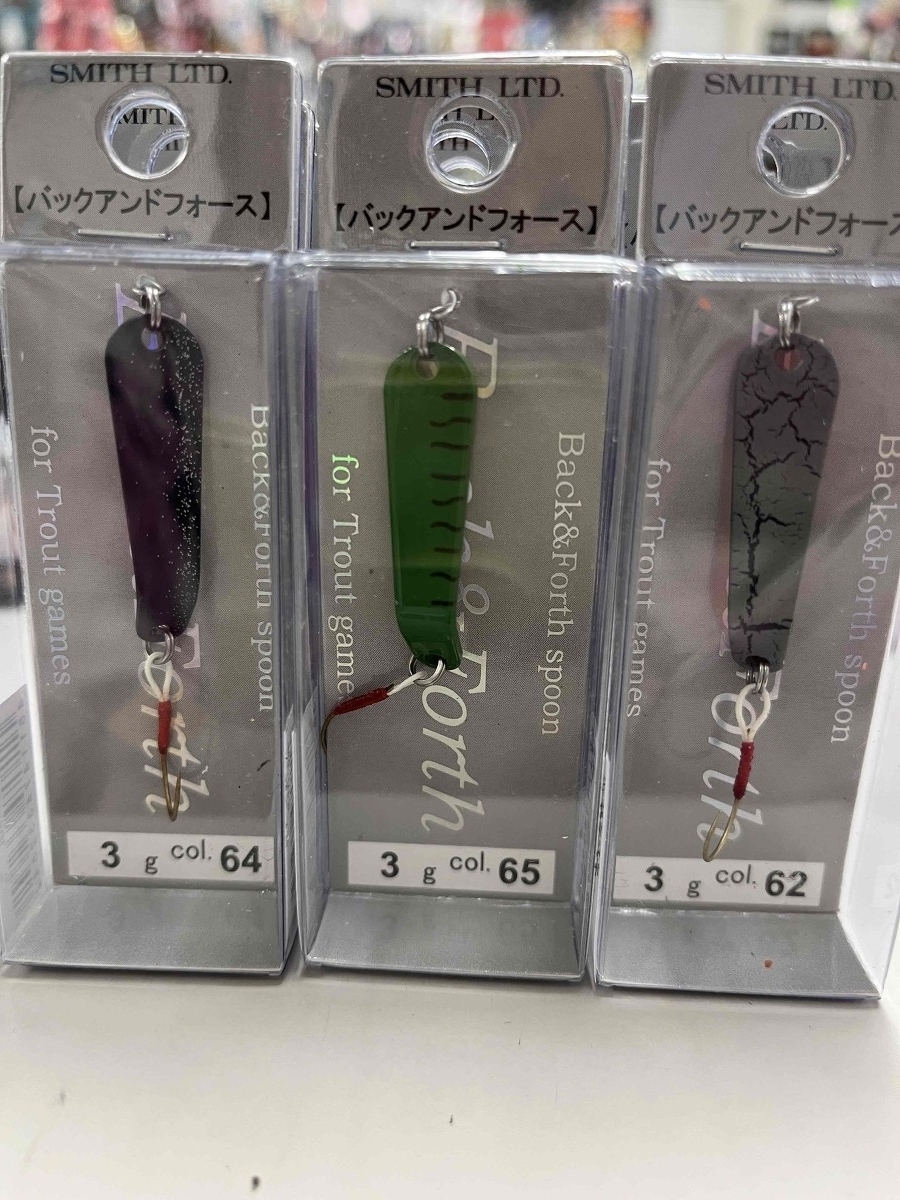 SMITH LTD.
【バックアンドフォース】
for Trout games
Back&Forth spoon
3 g col. 64
SMITH LTD.
【バックアンドフォース】
for Trout game
Back&Forth spoon
Forth
3 g col. 65
SMITH LTD.
【バックアンドフォース
for Trout games
Back&Forth spoon
3 g col. 62